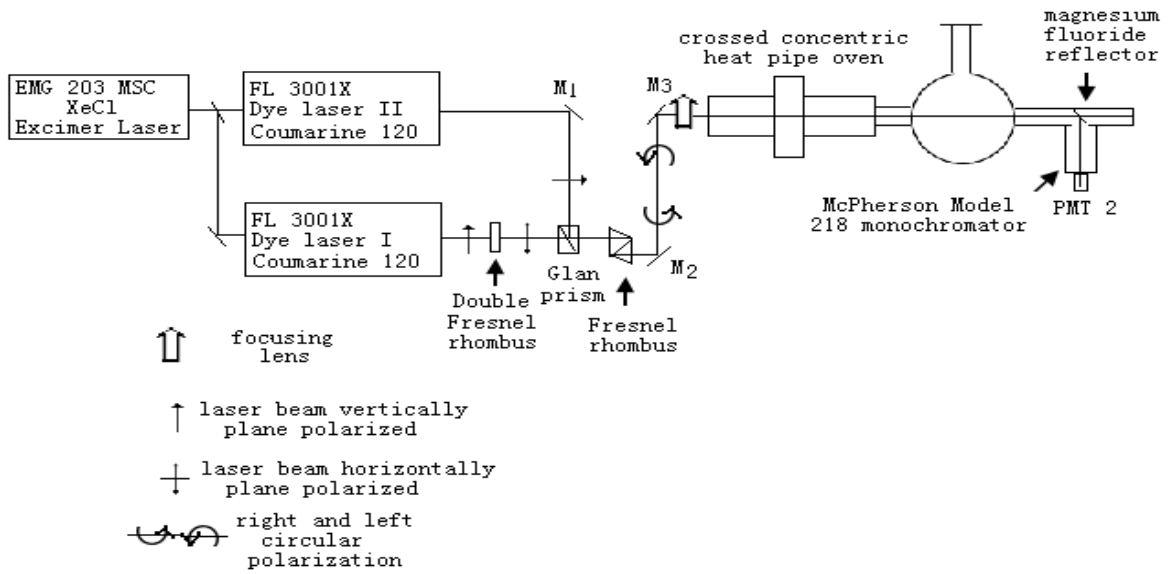 magnesium
fluoride
reflector
crossed concentric
heat pipe oven
EMG 203 MSC
XeCl
Excimer Laser
FL 3001X
Dye laser II
Coumarine 120
M1
M3
FL 3001X
Dye laser I
Coumarine 120
McPherson Model
218 monochromator
PMT 2
M2
Glan
prism
Double
Fresnel
rhombus
Fresnel
rhombus
focusing
lens
laser beam vertically
plane polarized
laser beam horizontally
plane polarized
right and left
circular
polarization